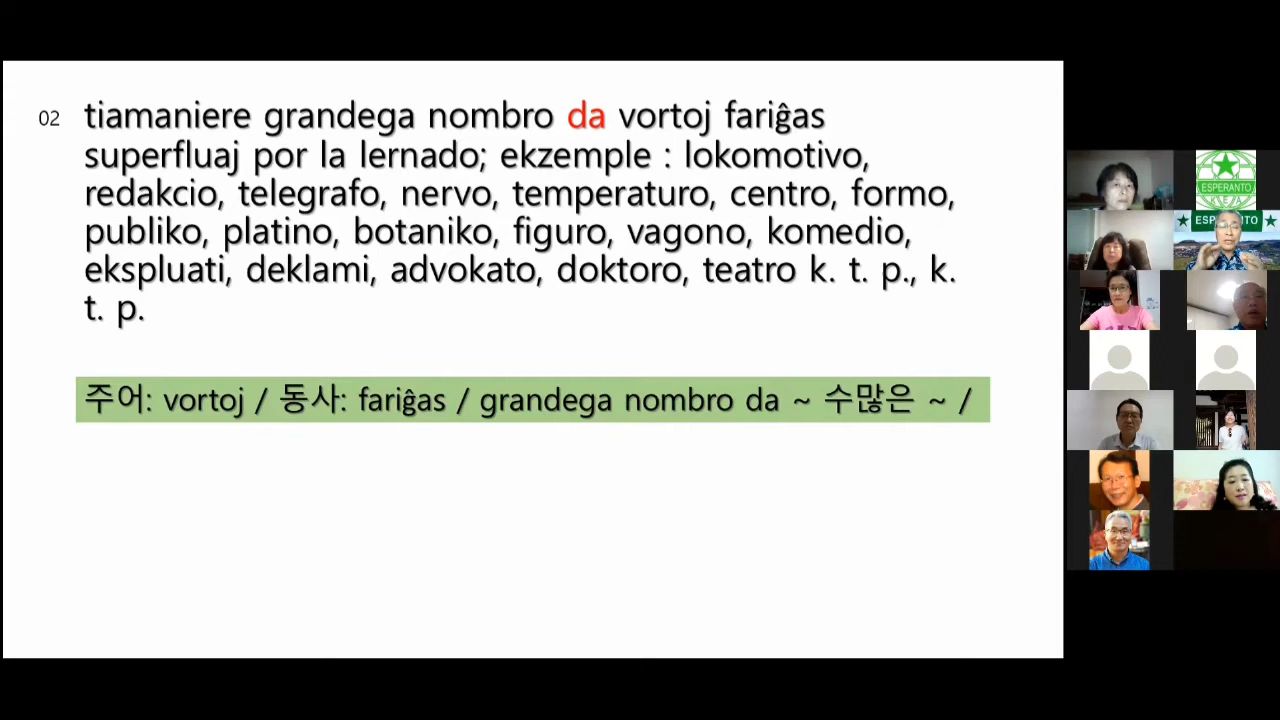 02
tiamaniere grandega nombro da vortoj fariĝas
superfluaj por la lernado; ekzemple : lokomotivo,
redakcio, telegrafo, nervo, temperaturo, centro, formo,
publiko, platino, botaniko, figuro, vagono, komedio,
ekspluati, deklami, advokato, doktoro, teatro k. t. p., k.
t. p.
주어: vortoj / 동사: fariĝas / grandega nombro da ~ 수많은 ~ /
ESPERANTO
K E A
ESPE
NTO